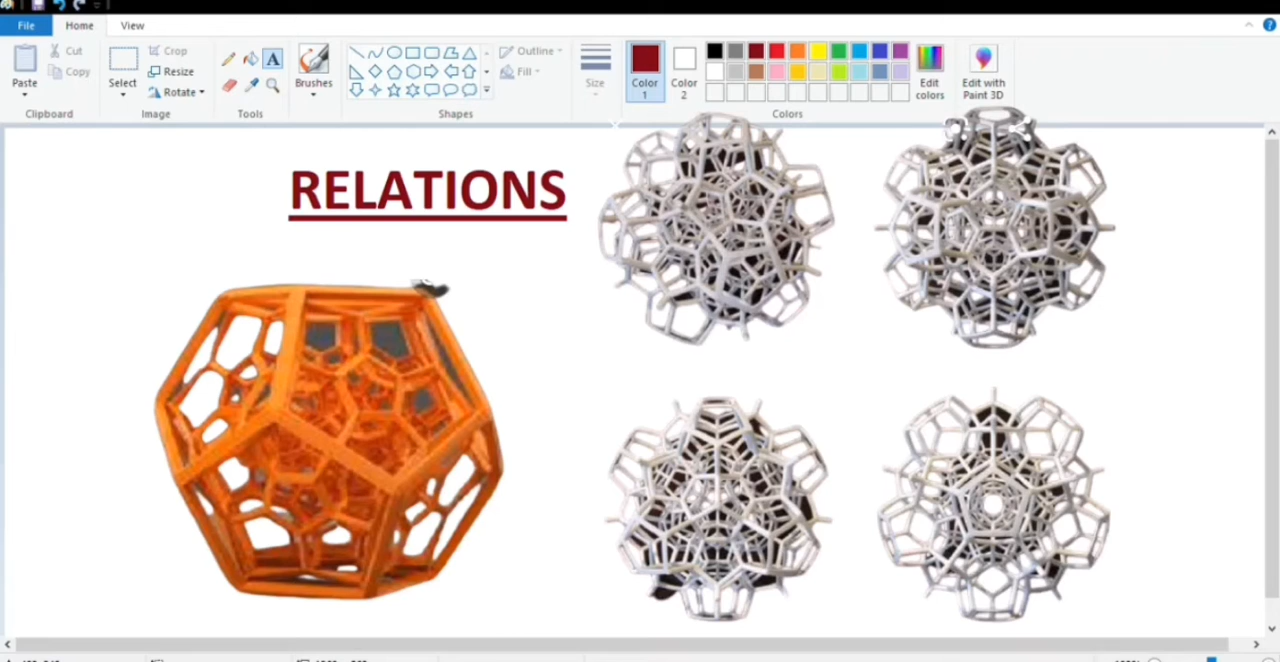 File Home View
Paste
Cut
Copy
Clipboard
Select
Crop
Resize
Rotate
Image
A
Tools
Brushes
Shapes
Outline
Fill
Size
Color
1
Color
2
Edit
colors
Colors
Edit with
Paint 3D
RELATIONS